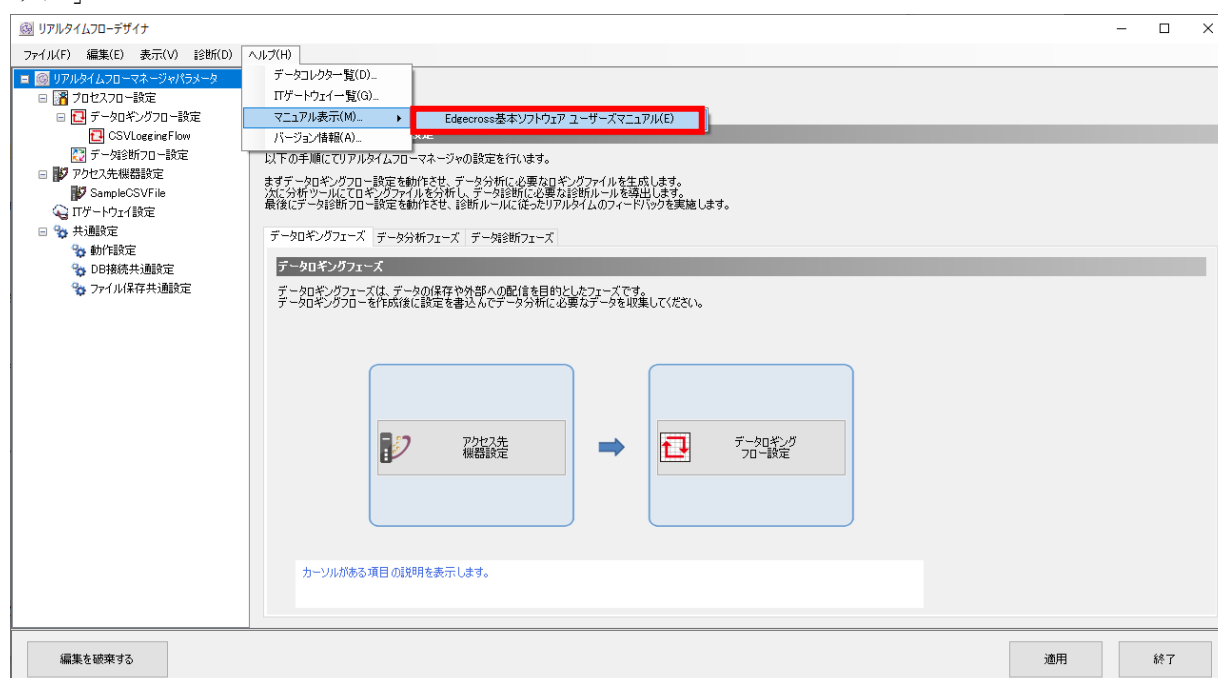 リアルタイムフローデザイナ
ファイル(F) 編集(E) 表示(V) 診断(D) ヘルプ(H)
データコレクター覧(D)...
ITゲートウェイ一覧(G)...
マニュアル表示(M)...
Edgecross基本ソフトウェア ユーザーズマニュアル(E)
バージョン情報(A)...
リアルタイムフローマネージャパラメータ
プロセスフロー設定
データロギングフロー設定
CSVLoggingFlow
データ診断フロー設定
アクセス先機器設定
SampleCSVFile
ITゲートウェイ設定
共通設定
動作設定
DB接続共通設定
ファイル保存共通設定
以下の手順にてリアルタイムフローマネージャの設定を行います。
まずデータロギングフロー設定を動作させ、データ分析に必要なロギングファイルを生成します。
次に分析ツールにてロギングファイルを分析し、データ診断に必要な診断ルールを導出します。
最後にデータ診断フロー設定を動作させ、診断ルールに従ったリアルタイムのフィードバックを実施します。
データロギングフェーズ データ分析フェーズ データ診断フェーズ
データロギングフェーズ
データロギングフェーズは、データの保存や外部への配信を目的としたフェーズです。
データロギングフローを作成後に設定を書込んでデータ分析に必要なデータを収集してください。
アクセス先
機器設定
データロギング
フロー設定
カーソルがある項目の説明を表示します。
編集を破棄する 適用 終了